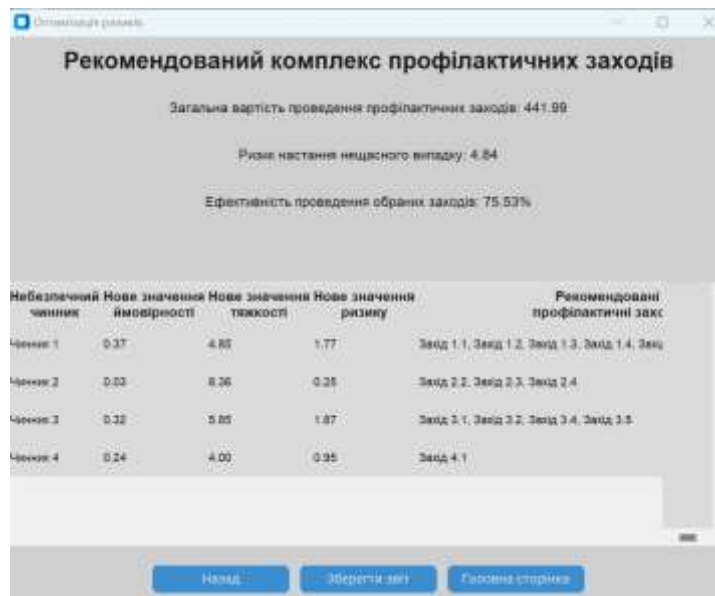 Оптимізація ризиків
Рекомендований комплекс профілактичних заходів
Загальна вартість проведення профілактичних заходів: 441.99
Ризик настання нещасного випадку: 4.84
Ефективність проведення обраних заходів: 75.53%
Небезпечний Нове значення Нове значення Нове значення Рекомендовані
чинник ймовірності тяжкості ризику профілактичні захо
Чинник 1 0.37 4.85 1.77 Захід 1.1, Захід 1.2, Захід 1.3, Захід 1.4, Захід
Чинник 2 0.03 8.36 0.25 Захід 2.2, Захід 2.3, Захід 2.4
Чинник 3 0.32 5.85 1.87 Захід 3.1, Захід 3.2, Захід 3.4, Захід 3.5
Чинник 4 0.24 4.00 0.95 Захід 4.1
Назад Зберегти звіт Головна сторінка